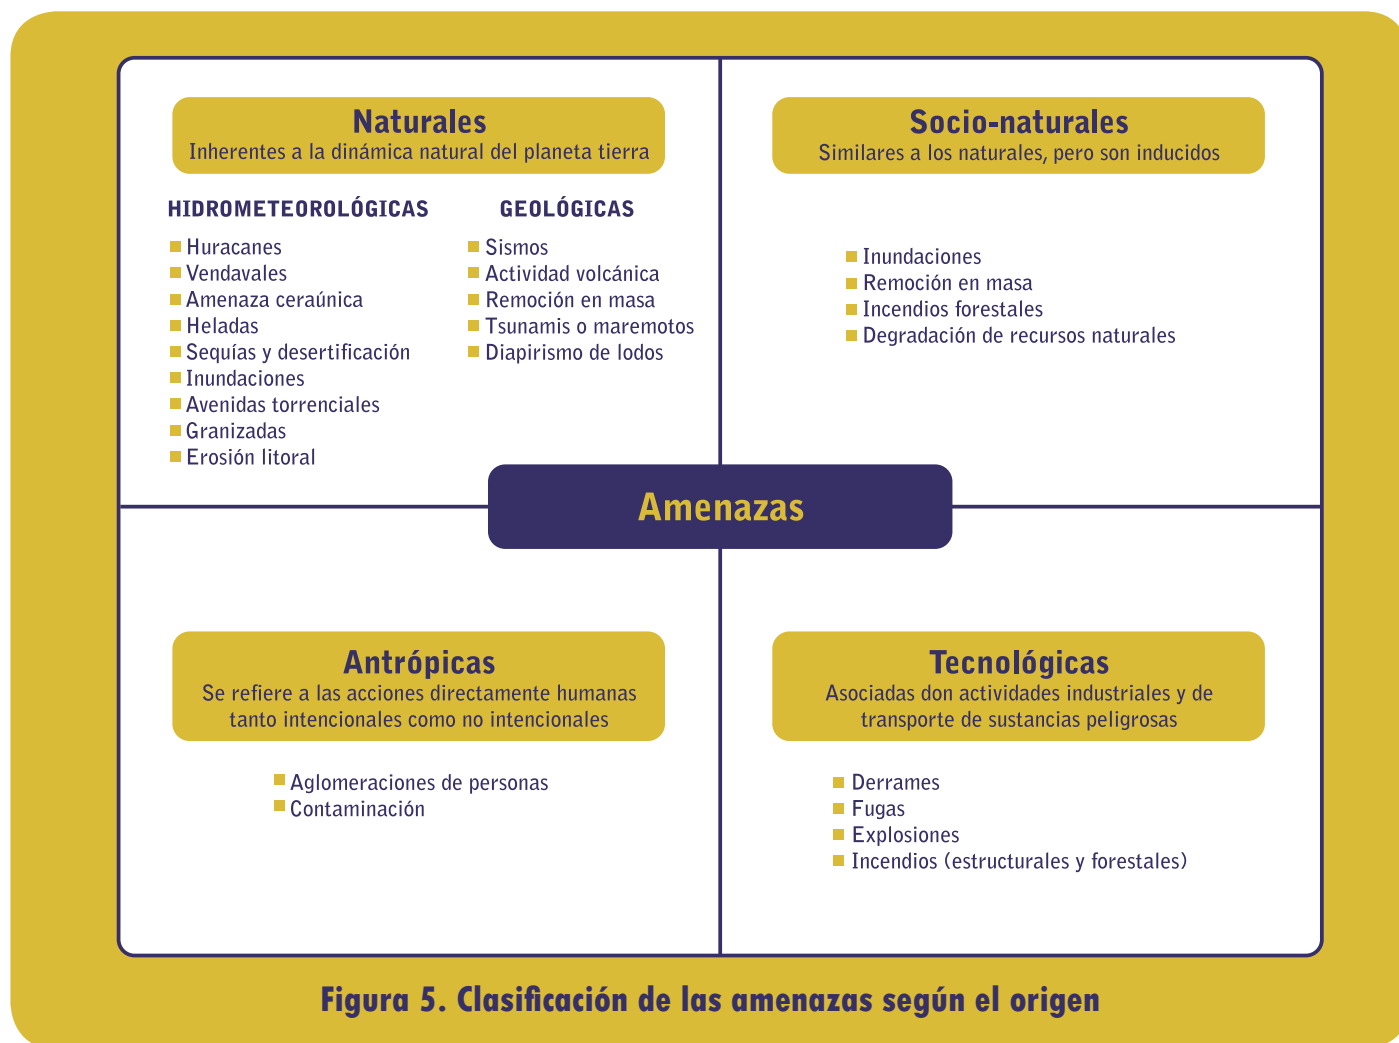 Naturales
Inherentes a la dinámica natural del planeta tierra
HIDROMETEOROLÓGICAS
Huracanes
Vendavales
Amenaza ceraúnica
Heladas
Sequías y desertificación
Inundaciones
Avenidas torrenciales
Granizadas
Erosión litoral
GEOLÓGICAS
Sismos
Actividad volcánica
Remoción en masa
Tsunamis o maremotos
Diapirismo de lodos
Socio-naturales
Similares a los naturales, pero son inducidos
Inundaciones
Remoción en masa
Incendios forestales
Degradación de recursos naturales
Amenazas
Antrópicas
Se refiere a las acciones directamente humanas
tanto intencionales como no intencionales
Aglomeraciones de personas
Contaminación
Tecnológicas
Asociadas don actividades industriales y de
transporte de sustancias peligrosas
Derrames
Fugas
Explosiones
Incendios (estructurales y forestales)
Figura 5. Clasificación de las amenazas según el origen